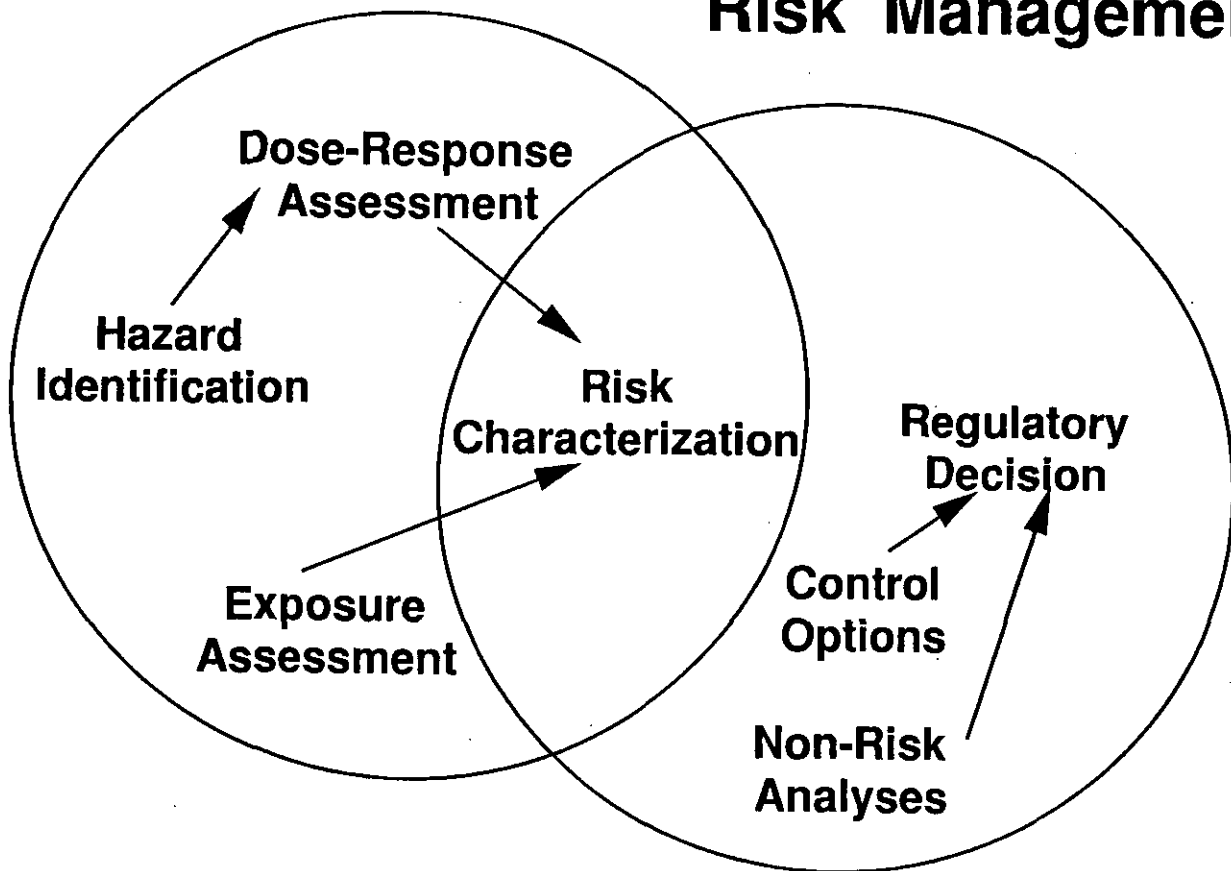 Risk Manageme
Dose-Response
Assessment
Hazard
Identification
Risk
Characterization
Regulatory
Decision
Exposure
Assessment
Control
Options
Non-Risk
Analyses